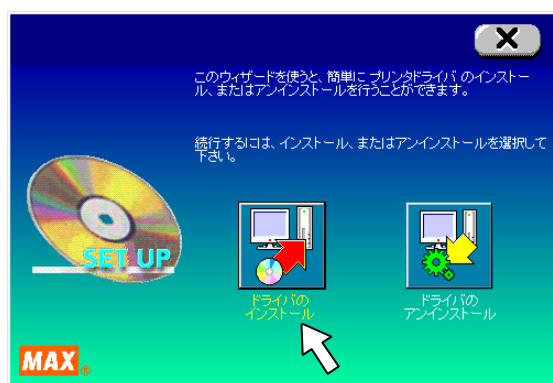 このウィザードを使うと、簡単に プリンタドライバ のインストー
ル、またはアンインストールを行うことができます。
続行するには、インストール、またはアンインストールを選択して
下さい。
SET UP
ドライバの
インストール
ドライバの
アンインストール
MAX®